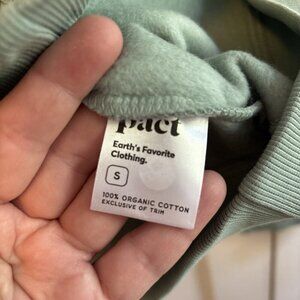 pact
Earth's Favorite
Clothing.
S
100% ORGANIC COTTON
EXCLUSIVE OF TRIM